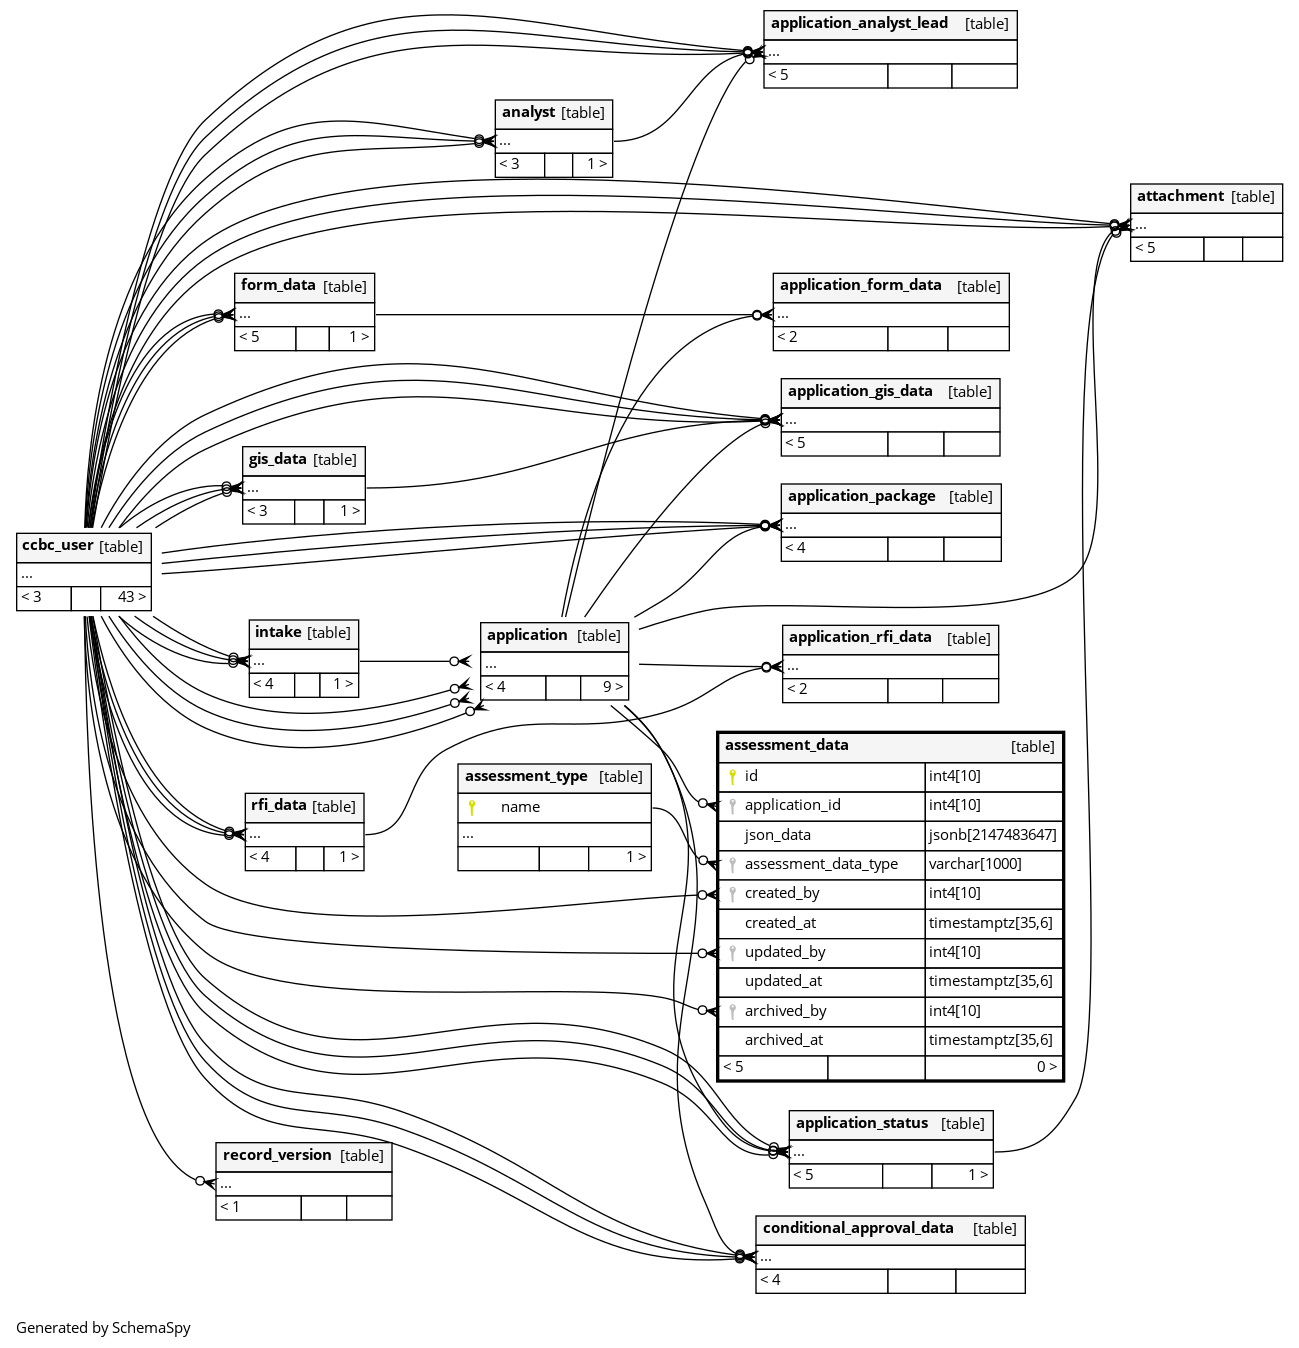 application_analyst_lead [table]
...
< 5
analyst [table]
...
< 3 1 >
attachment [table]
...
< 5
form_data [table]
...
< 5 1 >
application_form_data [table]
...
< 2
application_gis_data [table]
...
< 5
gis_data [table]
...
< 3 1 >
application_package [table]
...
< 4
ccbc_user [table]
...
< 3 43 >
intake [table]
...
< 4 1 >
application [table]
...
< 4 9 >
application_rfi_data [table]
...
< 2
assessment_data [table]
id int4[10]
application_id int4[10]
json_data jsonb[2147483647]
assessment_data_type varchar[1000]
created_by int4[10]
created_at timestamptz[35,6]
updated_by int4[10]
updated_at timestamptz[35,6]
archived_by int4[10]
archived_at timestamptz[35,6]
< 5 0 >
assessment_type [table]
name
...
1 >
rfi_data [table]
...
< 4 1 >
application_status [table]
...
< 5 1 >
record_version [table]
...
< 1
conditional_approval_data [table]
...
< 4
Generated by SchemaSpy